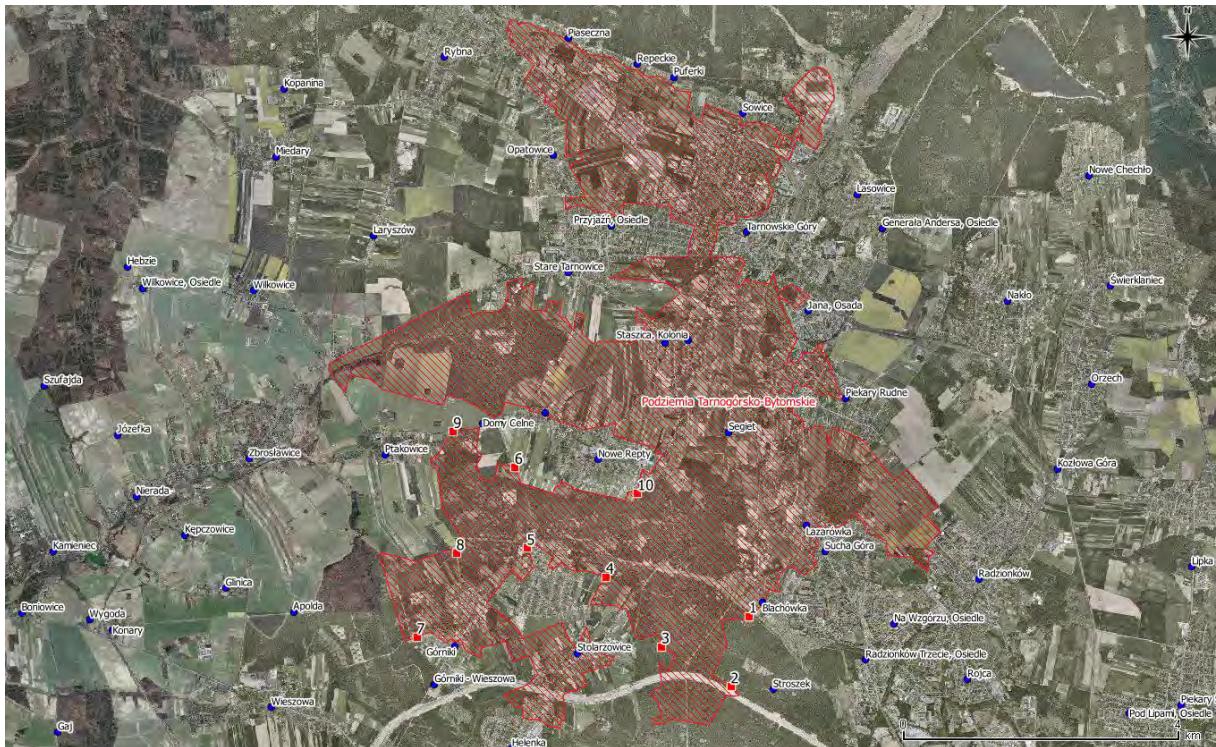 N
Piaseczna
Rybna
Repeckie
Puferki
Kopanina
Sowice
Miedary
Opatowice
Nowe Chechło
Lasowice
Przyjaźń, Osiedle
Generała Andersa, Osiedle
Tarnowskie Góry
Laryszów
Hebzie
Stare Tarnowice
Wilkowice, Osiedle
Wilkowice
Świerklaniec
Nakło
Jana, Osada
Staszica, Kolonia
Szufajda
Orzech
Piekary Rudne
Podziemia Tarnogórsko-Bytomskie
9
Domy Celne
Segiet
Józefka
Ptakowice
Zbrosławice
Nowe Repty
6
Kozłowa Góra
10
Nierada
Lazarówka
Kępczowice
5
8
Sucha Góra
Kamieniec
Lipka
4
Radzionków
Glinica
Boniowice
Wygoda
Apolda
1
Blachówka
Konary
Na Wzgórzu, Osiedle
7
3
Górniki
Stolarzowice
Radzionków Trzecie, Osiedle
Rojca
2
Górniki - Wieszowa
Stroszek
Wieszowa
Piekary
Pod Lipami, Osiedle
Gaj
0
4
km
Helenka